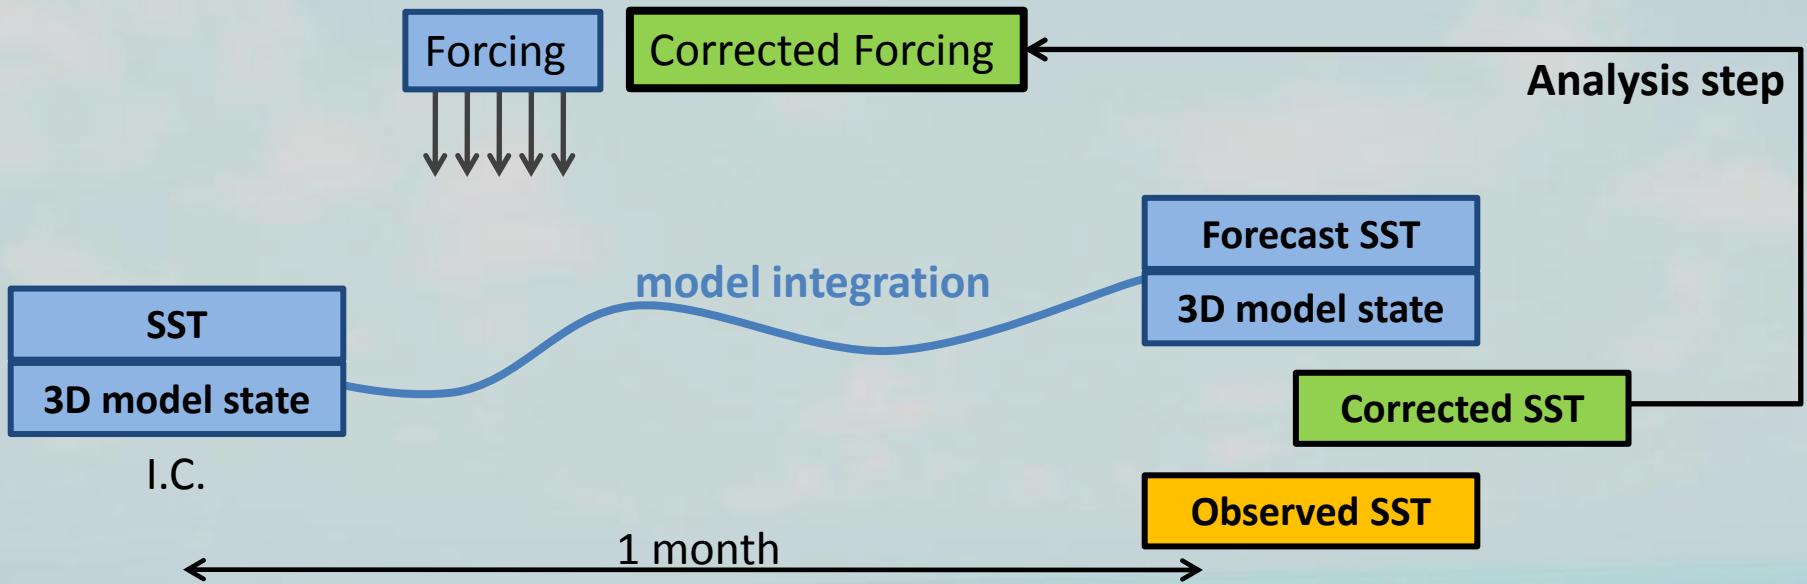 Forcing
Corrected Forcing
Analysis step
Forecast SST
model integration
3D model state
SST
3D model state
Corrected SST
I.C.
Observed SST
1 month